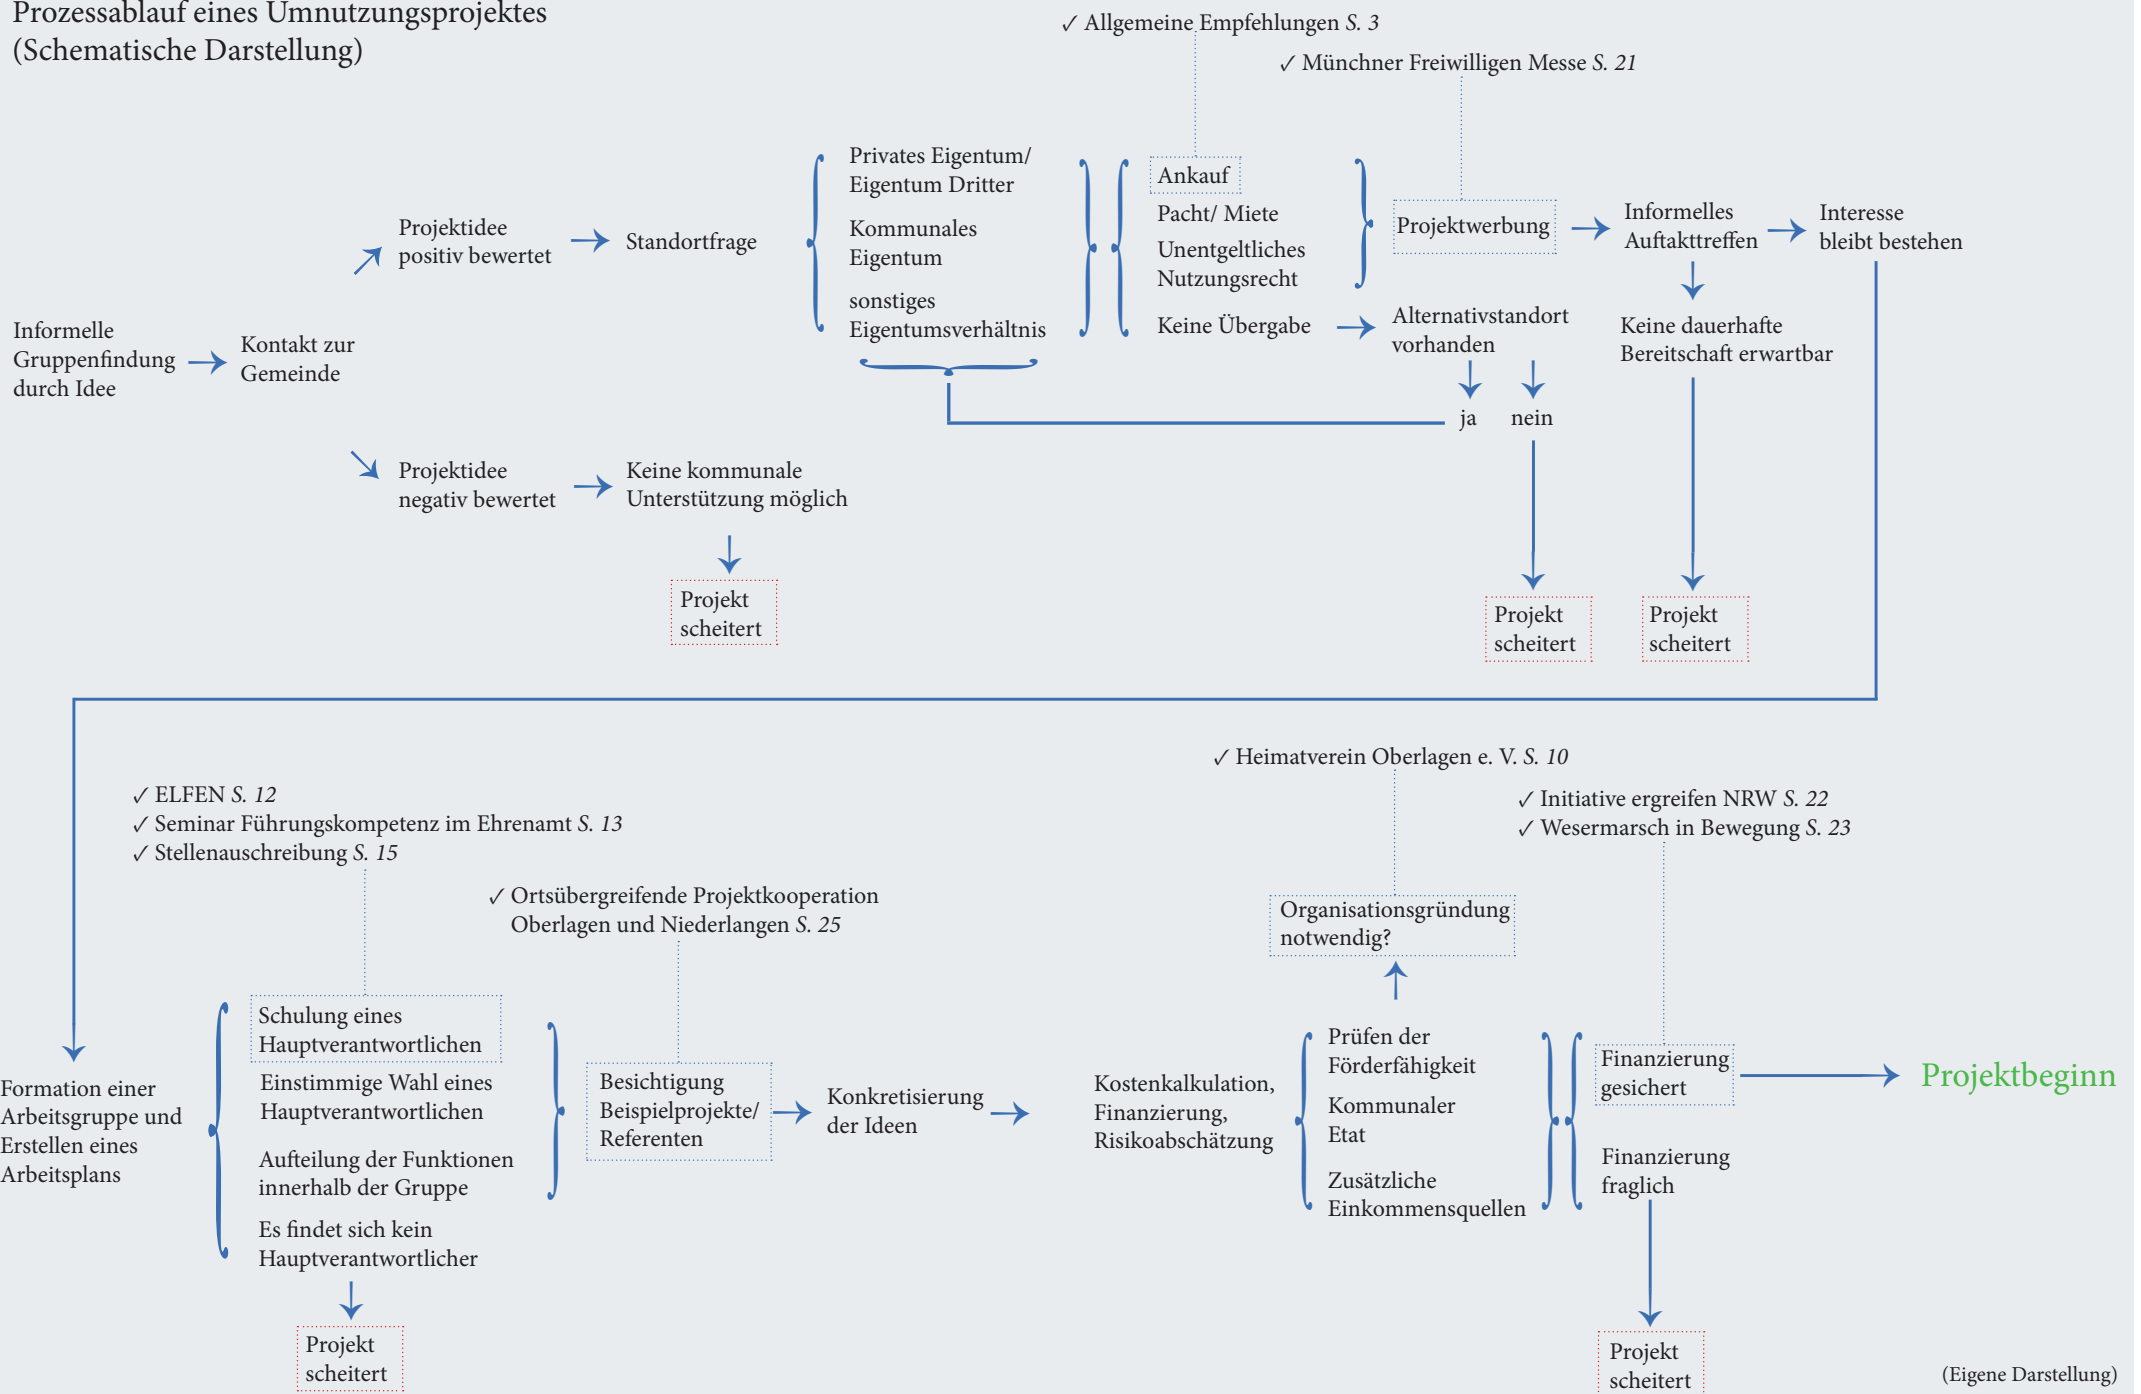 Prozessablauf eines Umnutzungsprojektes
(Schematische Darstellung)
✓ Allgemeine Empfehlungen S. 3
✓ Münchner Freiwilligen Messe S. 21
Informelle
Gruppenfindung
durch Idee
Kontakt zur
Gemeinde
Projektidee
positiv bewertet
Standortfrage
Privates Eigentum/
Eigentum Dritter
Kommunales
Eigentum
sonstiges
Eigentumsverhältnis
Ankauf
Pacht/ Miete
Unentgeltliches
Nutzungsrecht
Keine Übergabe
Projektwerbung
Informelles
Auftakttreffen
Interesse
bleibt bestehen
Alternativstandort
vorhanden
ja
nein
Keine dauerhafte
Bereitschaft erwartbar
Projektidee
negativ bewertet
Keine kommunale
Unterstützung möglich
Projekt
scheitert
Projekt
scheitert
Projekt
scheitert
✓ ELFEN S. 12
✓ Seminar Führungskompetenz im Ehrenamt S. 13
✓ Stellenauschreibung S. 15
✓ Ortsübergreifende Projektkooperation
Oberlagen und Niederlangen S. 25
✓ Heimatverein Oberlagen e. V. S. 10
✓ Initiative ergreifen NRW S. 22
✓ Wesermarsch in Bewegung S. 23
Formation einer
Arbeitsgruppe und
Erstellen eines
Arbeitsplans
Schulung eines
Hauptverantwortlichen
Einstimmige Wahl eines
Hauptverantwortlichen
Aufteilung der Funktionen
innerhalb der Gruppe
Es findet sich kein
Hauptverantwortlicher
Projekt
scheitert
Besichtigung
Beispielprojekte/
Referenten
Konkretisierung
der Ideen
Kostenkalkulation,
Finanzierung,
Risikoabschätzung
Organisationsgründung
notwendig?
Prüfen der
Förderfähigkeit
Kommunaler
Etat
Zusätzliche
Einkommensquellen
Finanzierung
gesichert
Projektbeginn
Finanzierung
fraglich
Projekt
scheitert
(Eigene Darstellung)